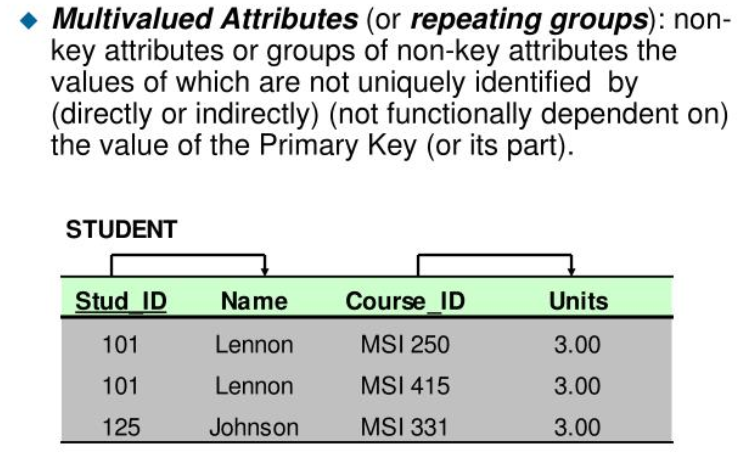 ◆ Multivalued Attributes (or repeating groups): non-
key attributes or groups of non-key attributes the
values of which are not uniquely identified by
(directly or indirectly) (not functionally dependent on)
the value of the Primary Key (or its part).
STUDENT
Stud_ID Name Course_ID Units
101 Lennon MSI 250 3.00
101 Lennon MSI 415 3.00
125 Johnson MSI 331 3.00